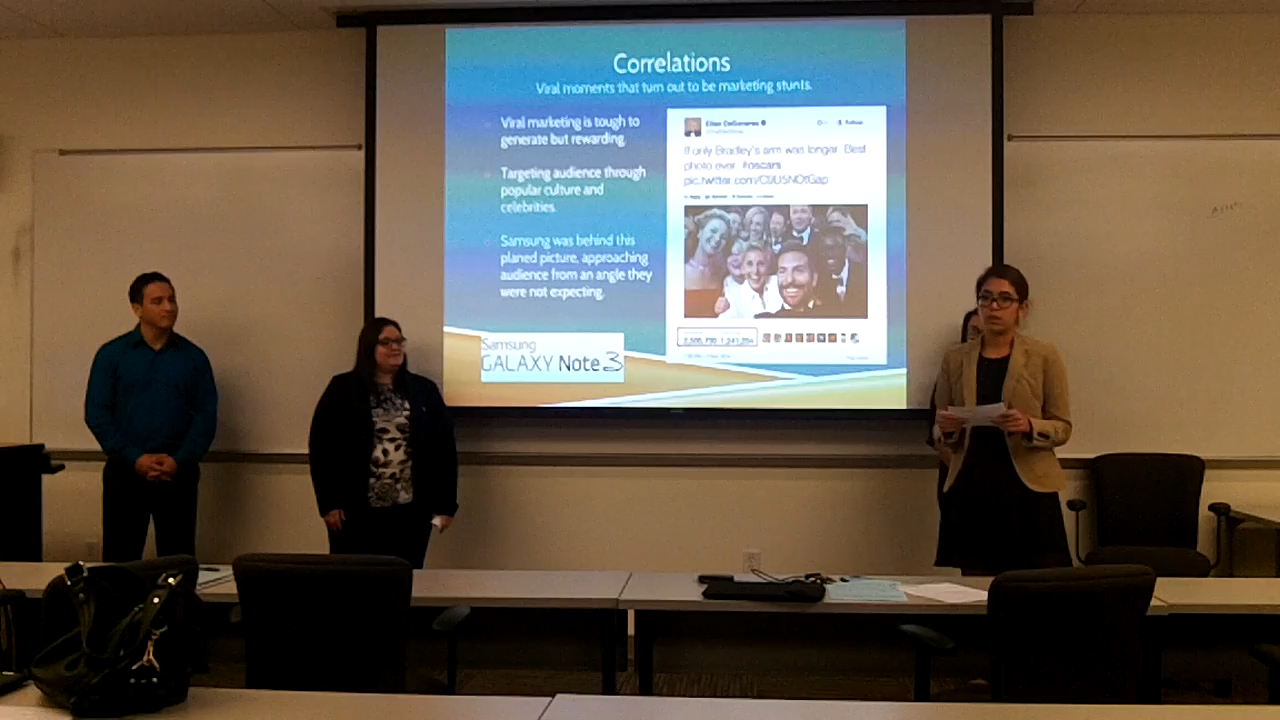 Correlations
Viral moments that turn out to be marketing stunts.
Viral marketing is tough to
generate but rewarding.
Targeting audience through
popular culture and
celebrities.
Samsung was behind this
planed picture, approaching
audience from an angle they
were not expecting.
Samsung
GALAXY Note 3
Ellen DeGeneres
Follow
If only Bradley's arm was longer. Best
photo ever. #oscars